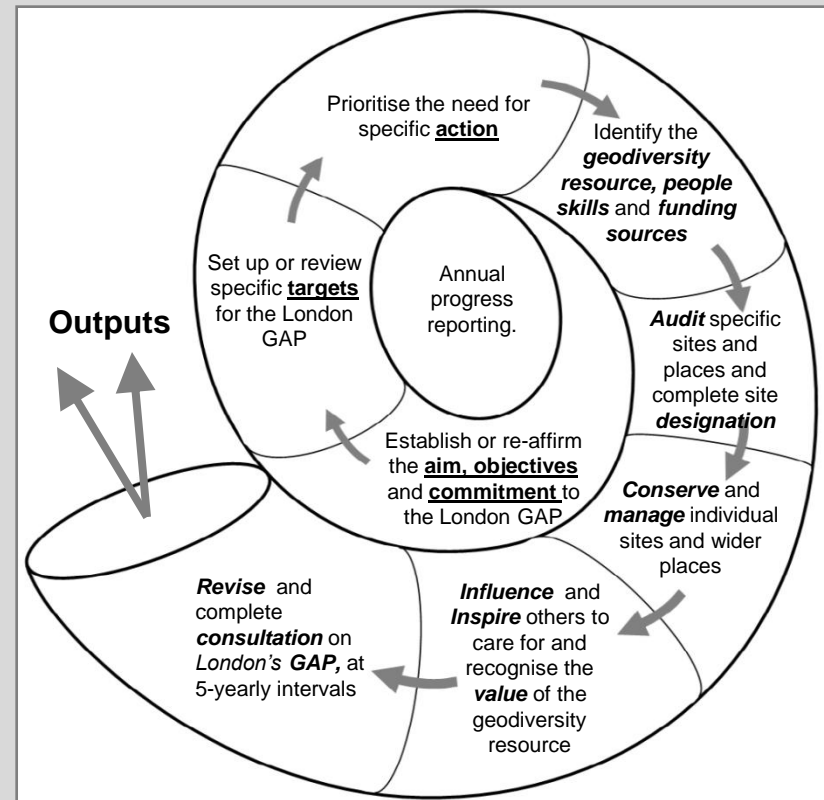 Prioritise the need for
specific action
Identify the
geodiversity
resource, people
skills and funding
sources
Set up or review
specific targets
for the London
GAP
Annual
progress
reporting.
Outputs
Audit specific
sites and
places and
complete site
designation
Establish or re-affirm
the aim, objectives
and commitment to
the London GAP
Conserve and
manage individual
sites and wider
places
Revise and
complete
consultation on
London's GAP, at
5-yearly intervals
Influence and
Inspire others to
care for and
recognise the
value of the
geodiversity
resource